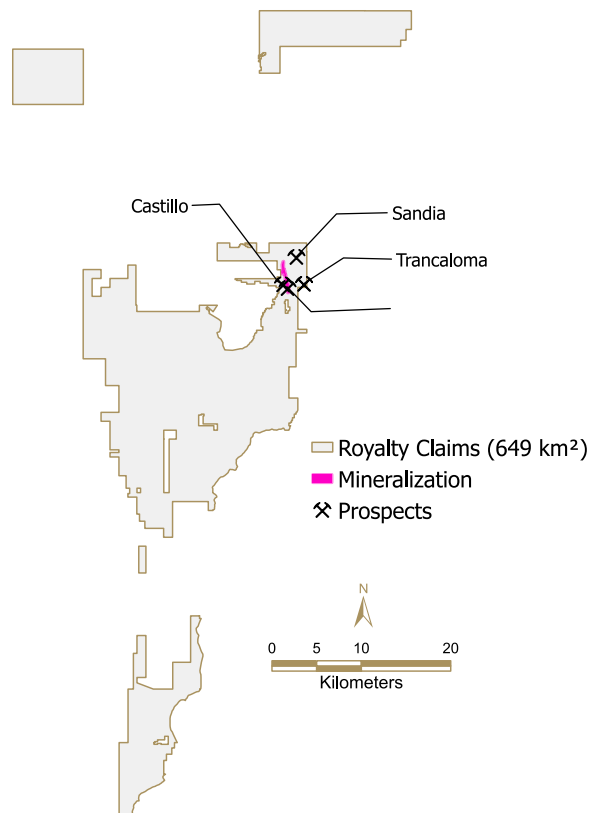 Castillo
Sandia
Trancaloma
Royalty Claims (649 km²)
Mineralization
Prospects
N
0 5 10 20
Kilometers